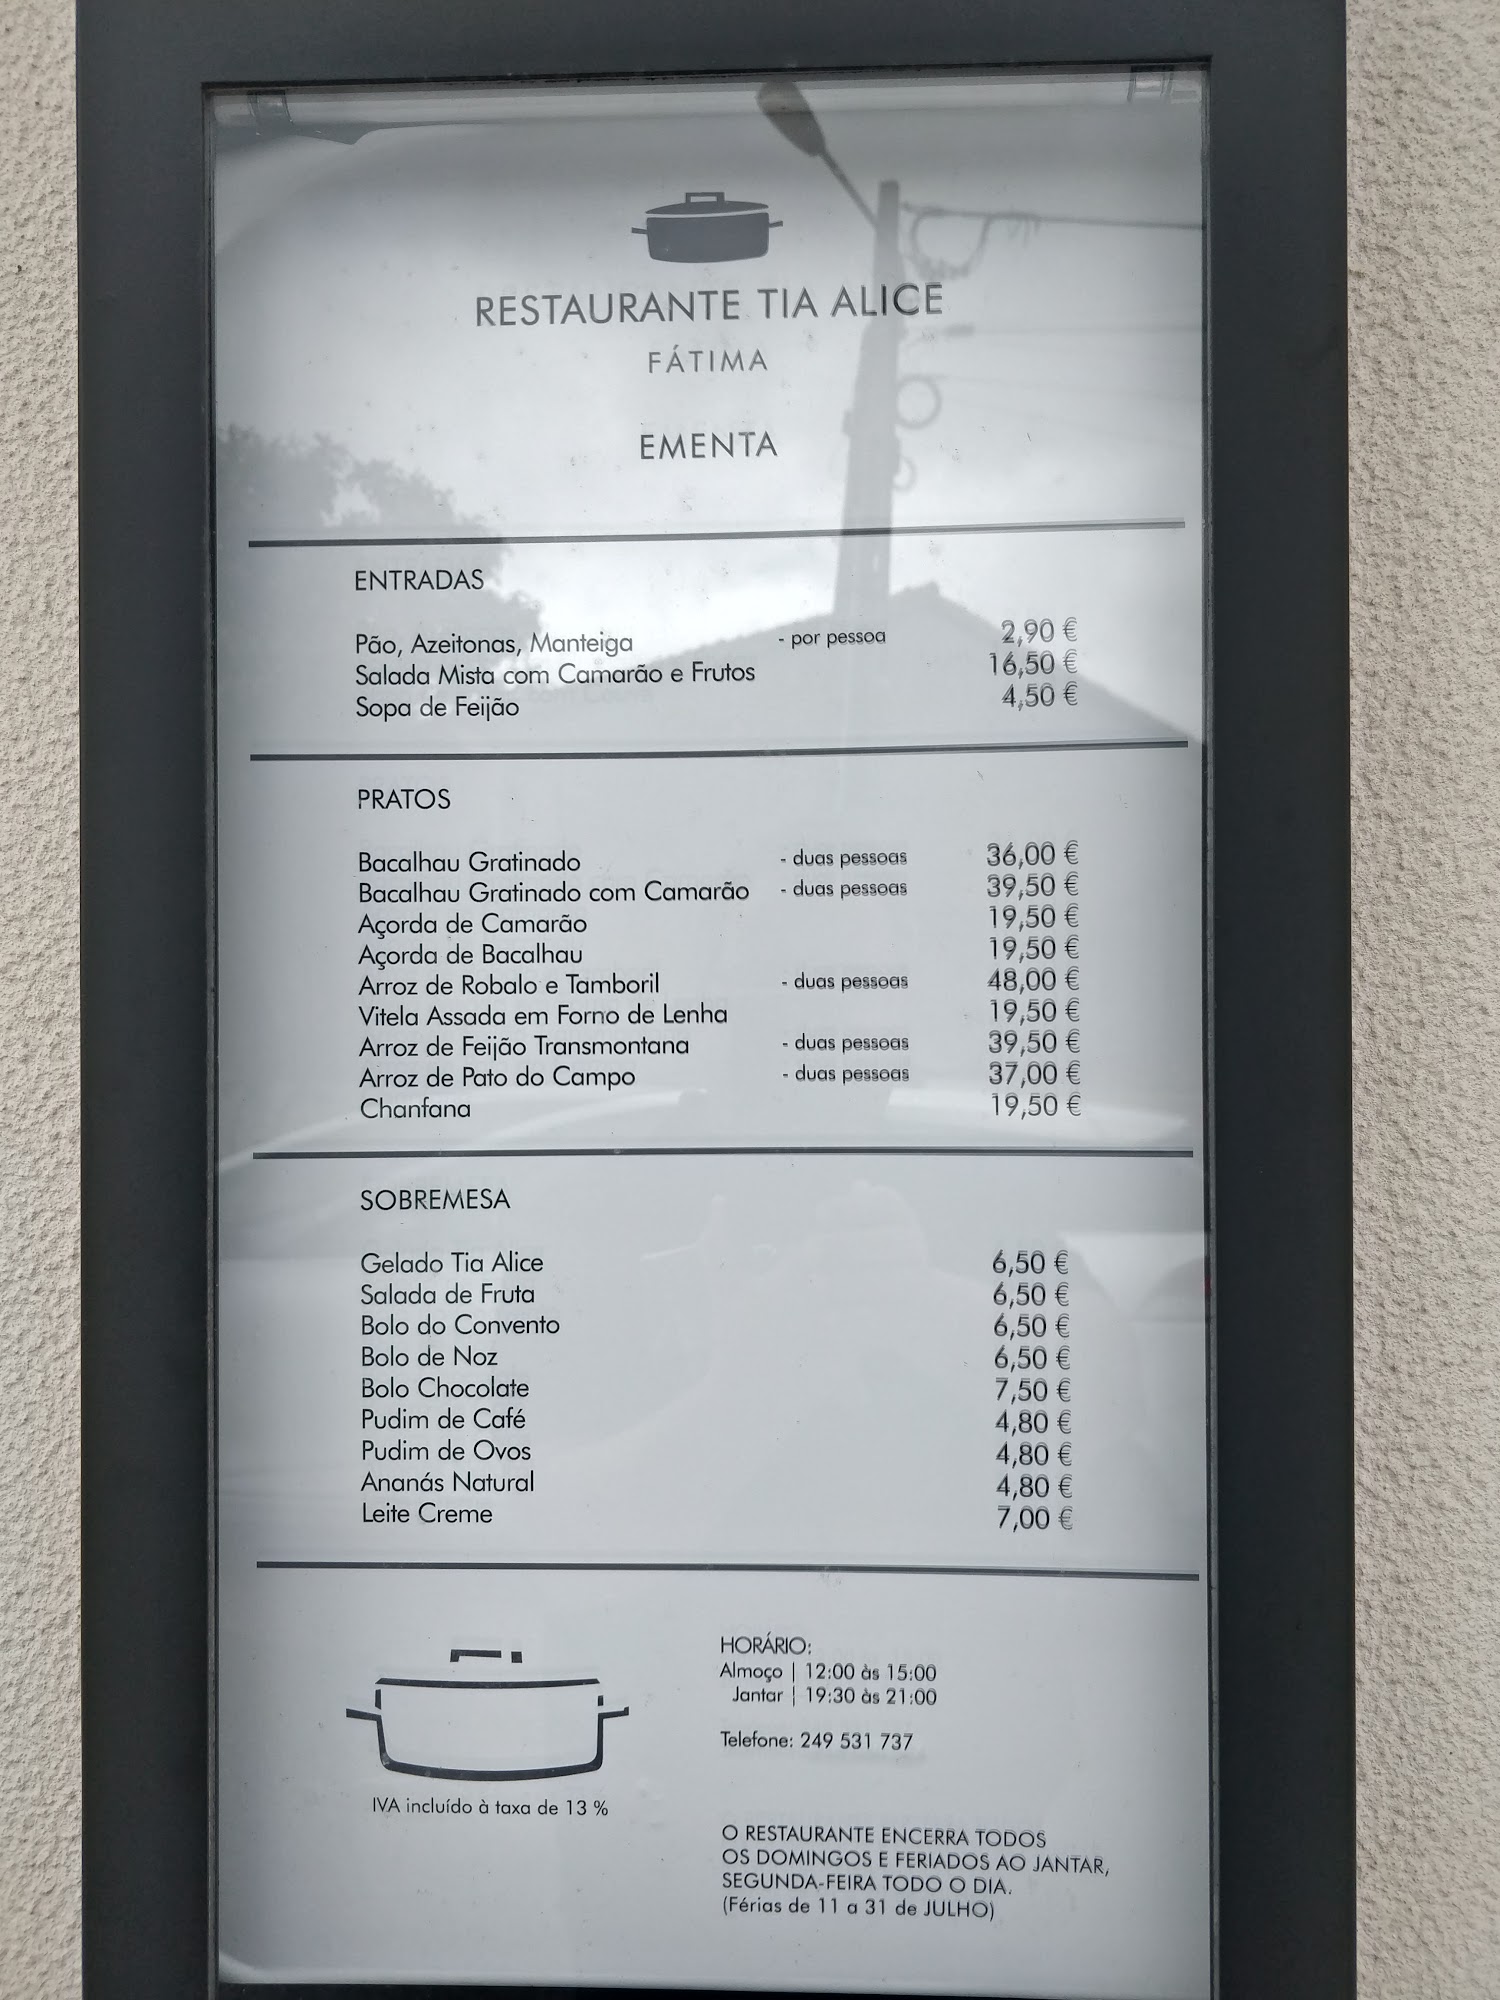 RESTAURANTE TIA ALICE
FÁTIMA
EMENTA
ENTRADAS
Pão, Azeitonas, Manteiga - por pessoa 2,90 €
Salada Mista com Camarão e Frutos 16,50 €
Sopa de Feijão 4,50 €
PRATOS
Bacalhau Gratinado - duas pessoas 36,00 €
Bacalhau Gratinado com Camarão - duas pessoas 39,50 €
Açorda de Camarão 19,50 €
Açorda de Bacalhau 19,50 €
Arroz de Robalo e Tamboril - duas pessoas 48,00 €
Vitela Assada em Forno de Lenha 19,50 €
Arroz de Feijão Transmontana - duas pessoas 39,50 €
Arroz de Pato do Campo - duas pessoas 37,00 €
Chanfana 19,50 €
SOBREMESA
Gelado Tia Alice 6,50 €
Salada de Fruta 6,50 €
Bolo do Convento 6,50 €
Bolo de Noz 6,50 €
Bolo Chocolate 7,50 €
Pudim de Café 4,80 €
Pudim de Ovos 4,80 €
Ananás Natural 4,80 €
Leite Creme 7,00 €
IVA incluído à taxa de 13 %
HORÁRIO:
Almoço | 12:00 às 15:00
Jantar | 19:30 às 21:00
Telefone: 249 531 737
O RESTAURANTE ENCERRA TODOS
OS DOMINGOS E FERIADOS AO JANTAR,
SEGUNDA-FEIRA TODO O DIA.
(Férias de 11 a 31 de JULHO)